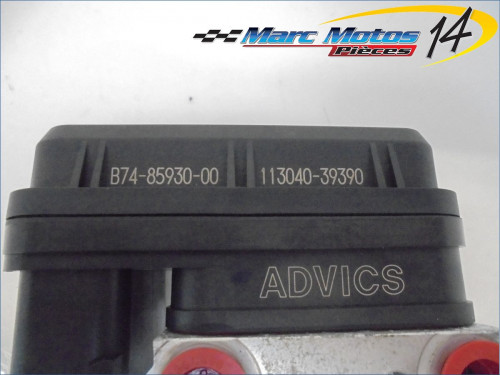 Marc Motos 14
Pièces
B74-85930-00 113040-39390
ADVICS